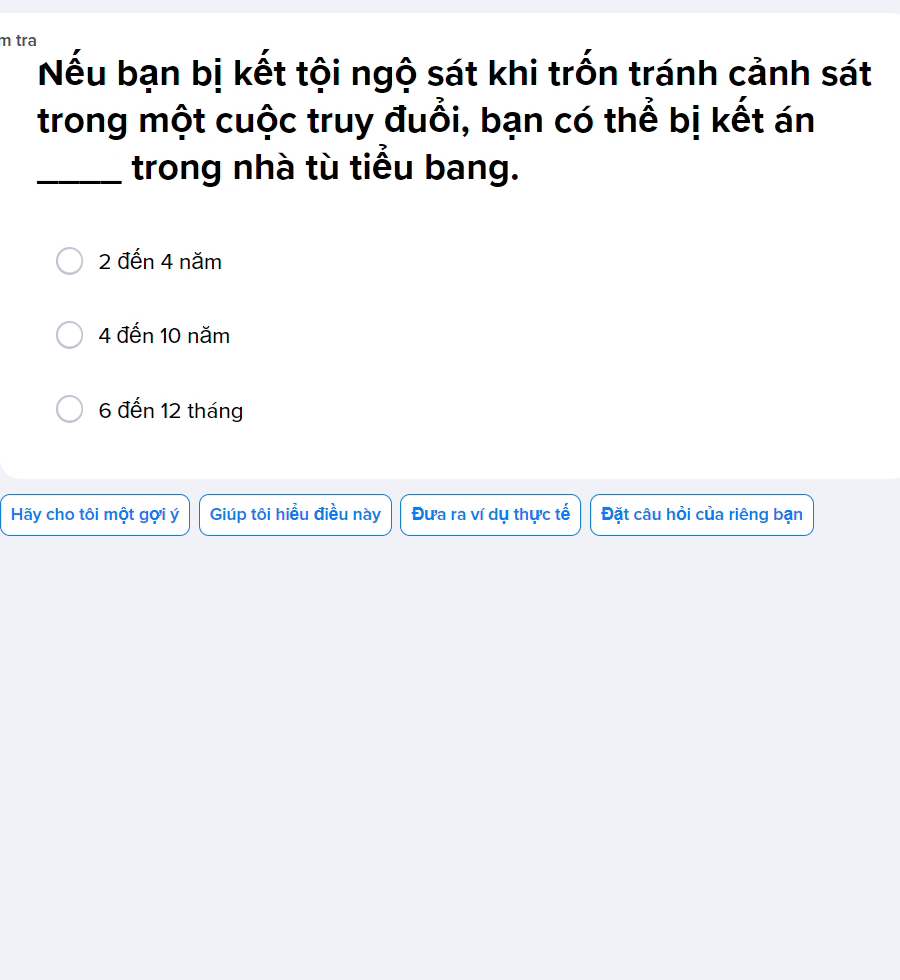 m tra
Nếu bạn bị kết tội ngộ sát khi trốn tránh cảnh sát
trong một cuộc truy đuổi, bạn có thể bị kết án
____ trong nhà tù tiểu bang.
2 đến 4 năm
4 đến 10 năm
6 đến 12 tháng
Hãy cho tôi một gợi ý
Giúp tôi hiểu điều này
Đưa ra ví dụ thực tế
Đặt câu hỏi của riêng bạn